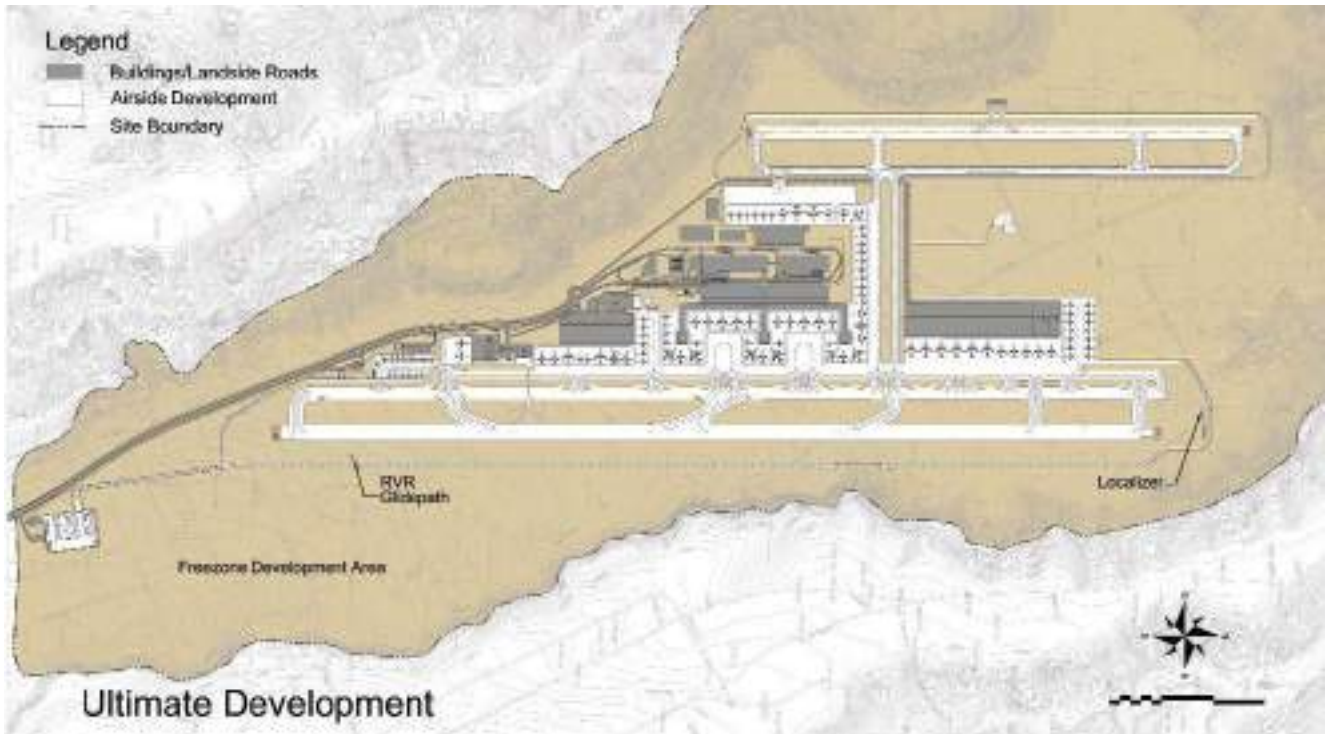 Legend
Buildings/Landside Roads
Airside Development
Site Boundary
RVR
Glidepath
Localizer
Freezone Development Area
Ultimate Development